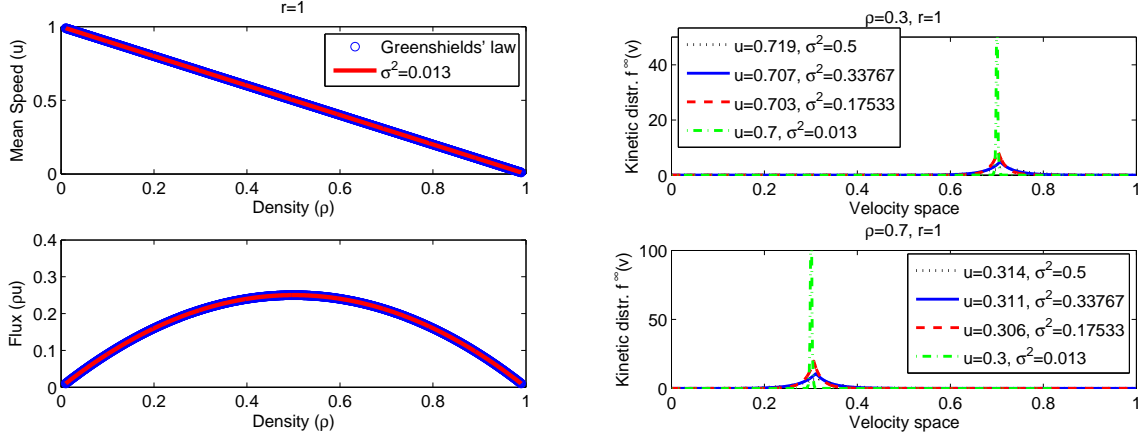 r=1
Mean Speed (u)
1
0.5
0
Greenshields' law
σ²=0.013
0 0.2 0.4 0.6 0.8 1
Density (ρ)
Flux (ρu)
0.4
0.3
0.2
0.1
0
0 0.2 0.4 0.6 0.8 1
Density (ρ)
ρ=0.3, r=1
Kinetic distr. f^∞(v)
40
20
0
u=0.719, σ²=0.5
u=0.707, σ²=0.33767
u=0.703, σ²=0.17533
u=0.7, σ²=0.013
0 0.2 0.4 0.6 0.8 1
Velocity space
ρ=0.7, r=1
Kinetic distr. f^∞(v)
100
50
0
u=0.314, σ²=0.5
u=0.311, σ²=0.33767
u=0.306, σ²=0.17533
u=0.3, σ²=0.013
0 0.2 0.4 0.6 0.8 1
Velocity space